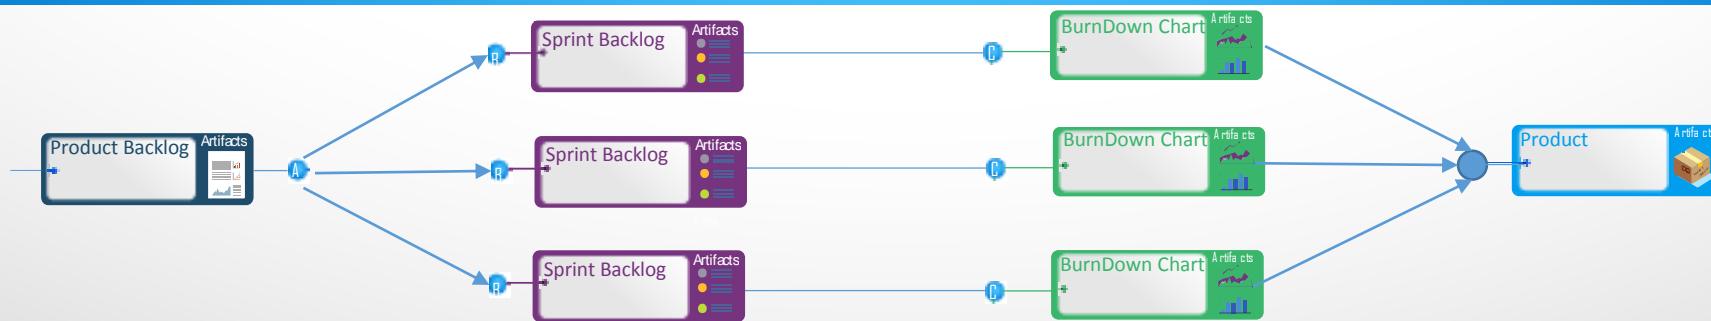 Sprint Backlog
Artifacts
B
C
BurnDown Chart
Artifacts
Product Backlog
Artifacts
A
B
Sprint Backlog
Artifacts
C
BurnDown Chart
Artifacts
Product
Artifacts
B
Sprint Backlog
Artifacts
C
BurnDown Chart
Artifacts